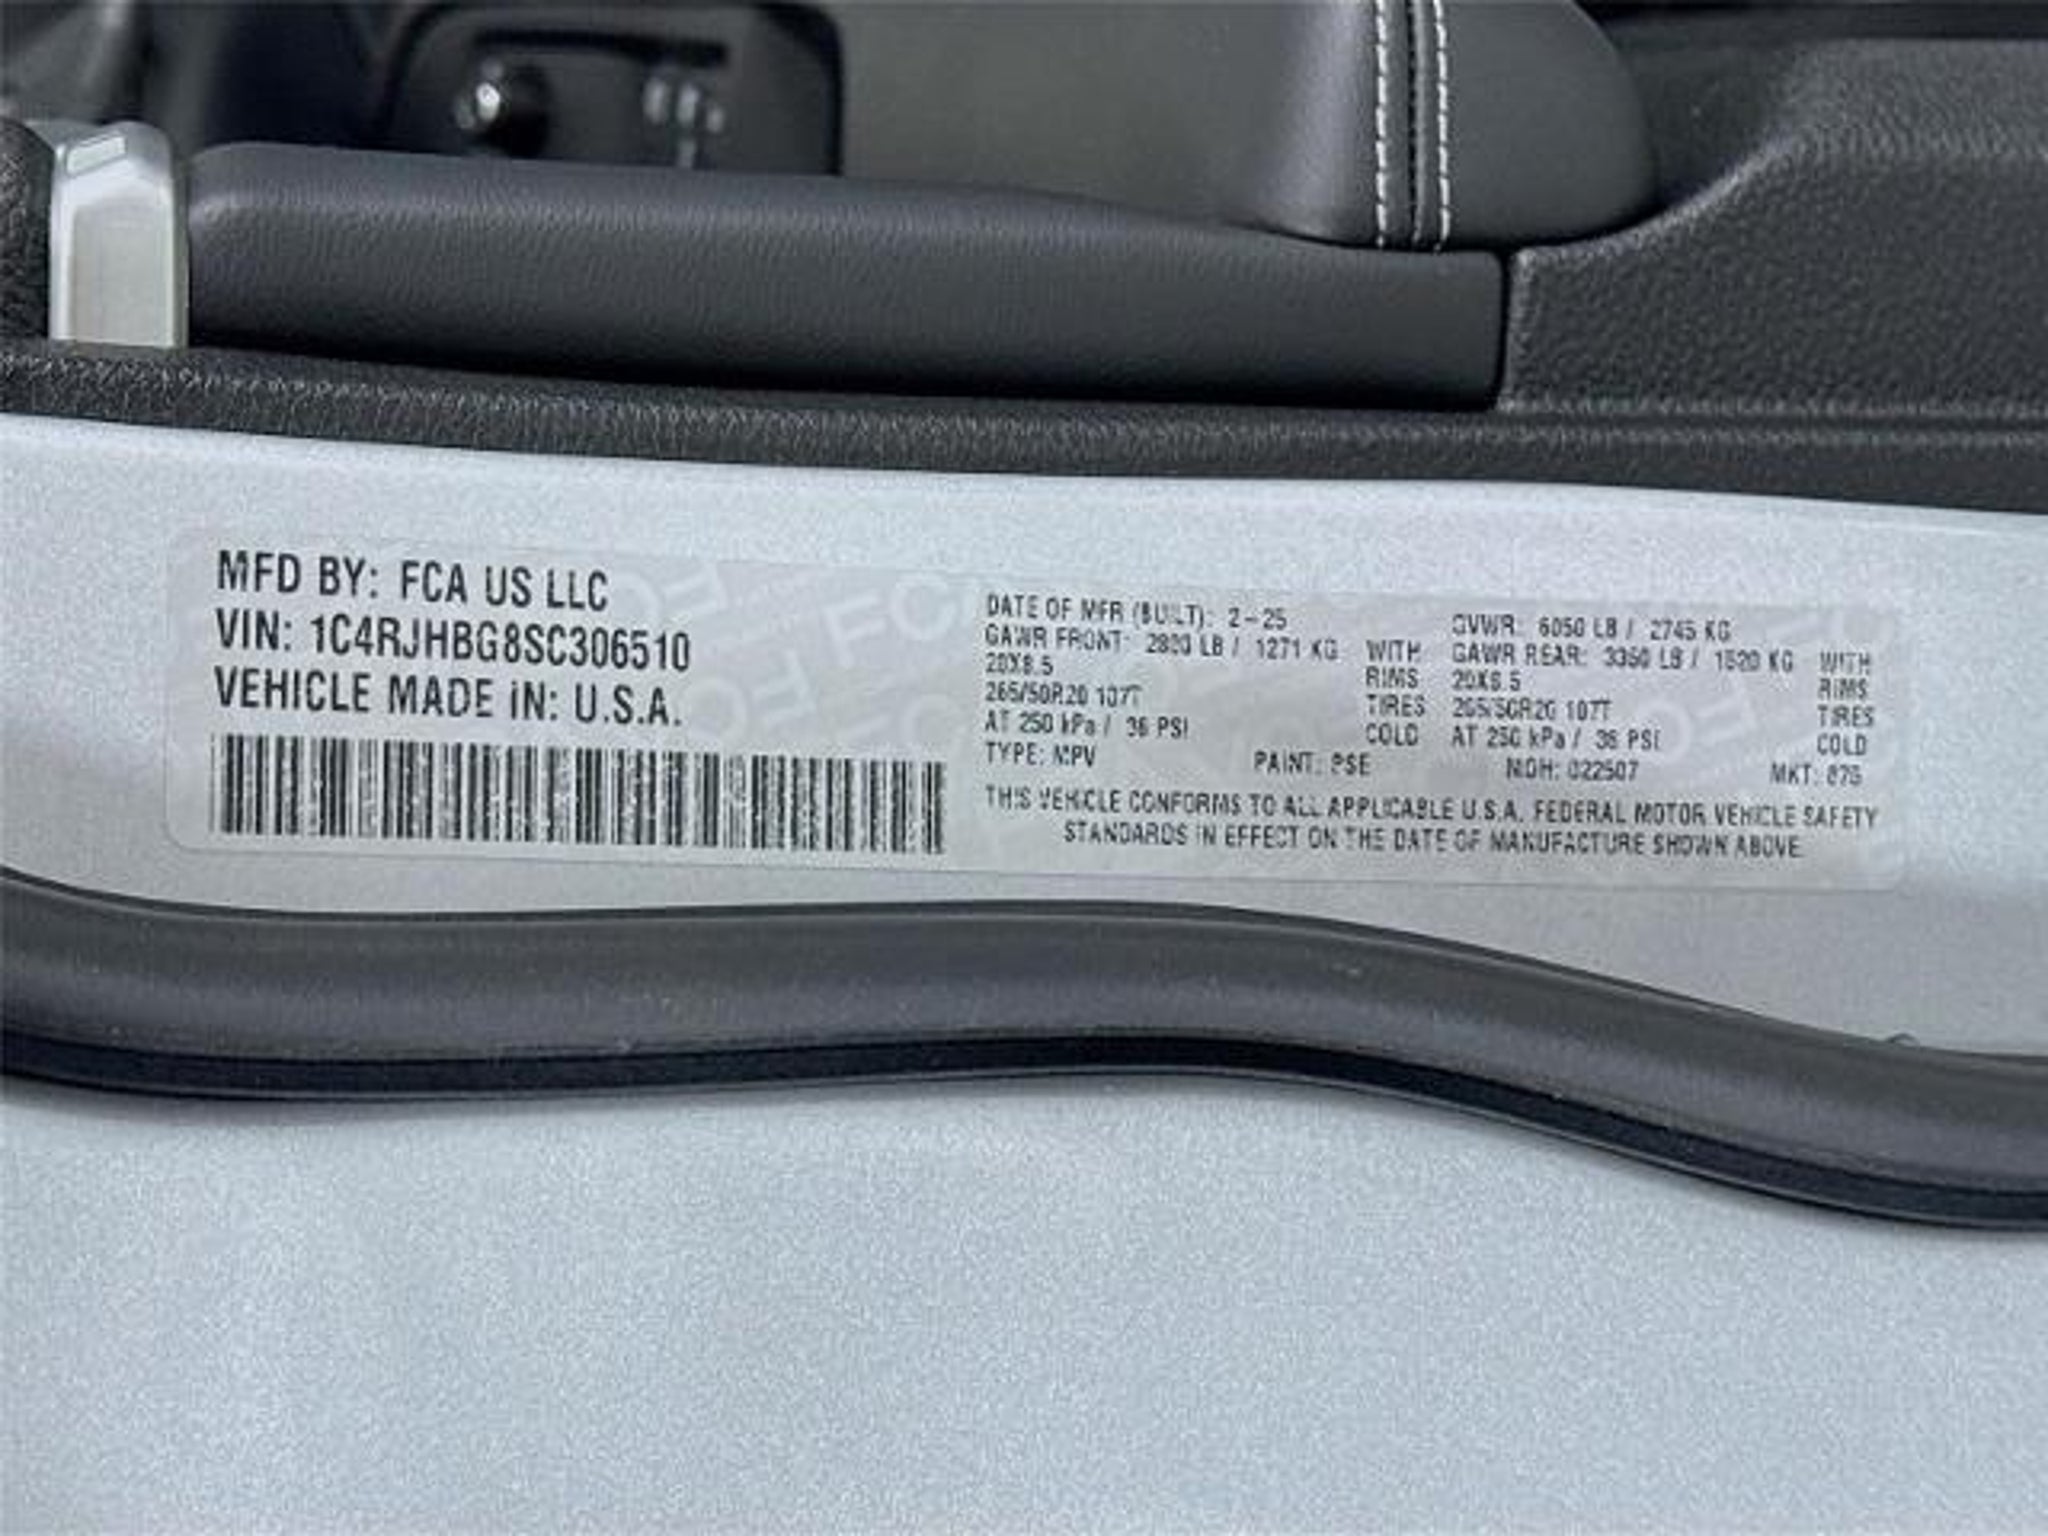 MFD BY: FCA US LLC
VIN: 1C4RJHBG8SC306510
VEHICLE MADE IN: U.S.A.
DATE OF MFR (BUILT): 2-25 GVWR: 6050 LB / 2745 KG
GAWR FRONT: 2800 LB / 1271 KG WITH GAWR REAR: 3350 LB / 1520 KG WITH
20X8.5 RIMS 20X8.5 RIMS
265/50R20 107T TIRES 265/50R20 107T TIRES
AT 250 kPa / 36 PSI COLD AT 250 kPa / 36 PSI COLD
TYPE: MPV PAINT: PSE MDH: 022507 MKT:
THIS VEHICLE CONFORMS TO ALL APPLICABLE U.S.A. FEDERAL MOTOR VEHICLE SAFETY
STANDARDS IN EFFECT ON THE DATE OF MANUFACTURE SHOWN ABOVE.